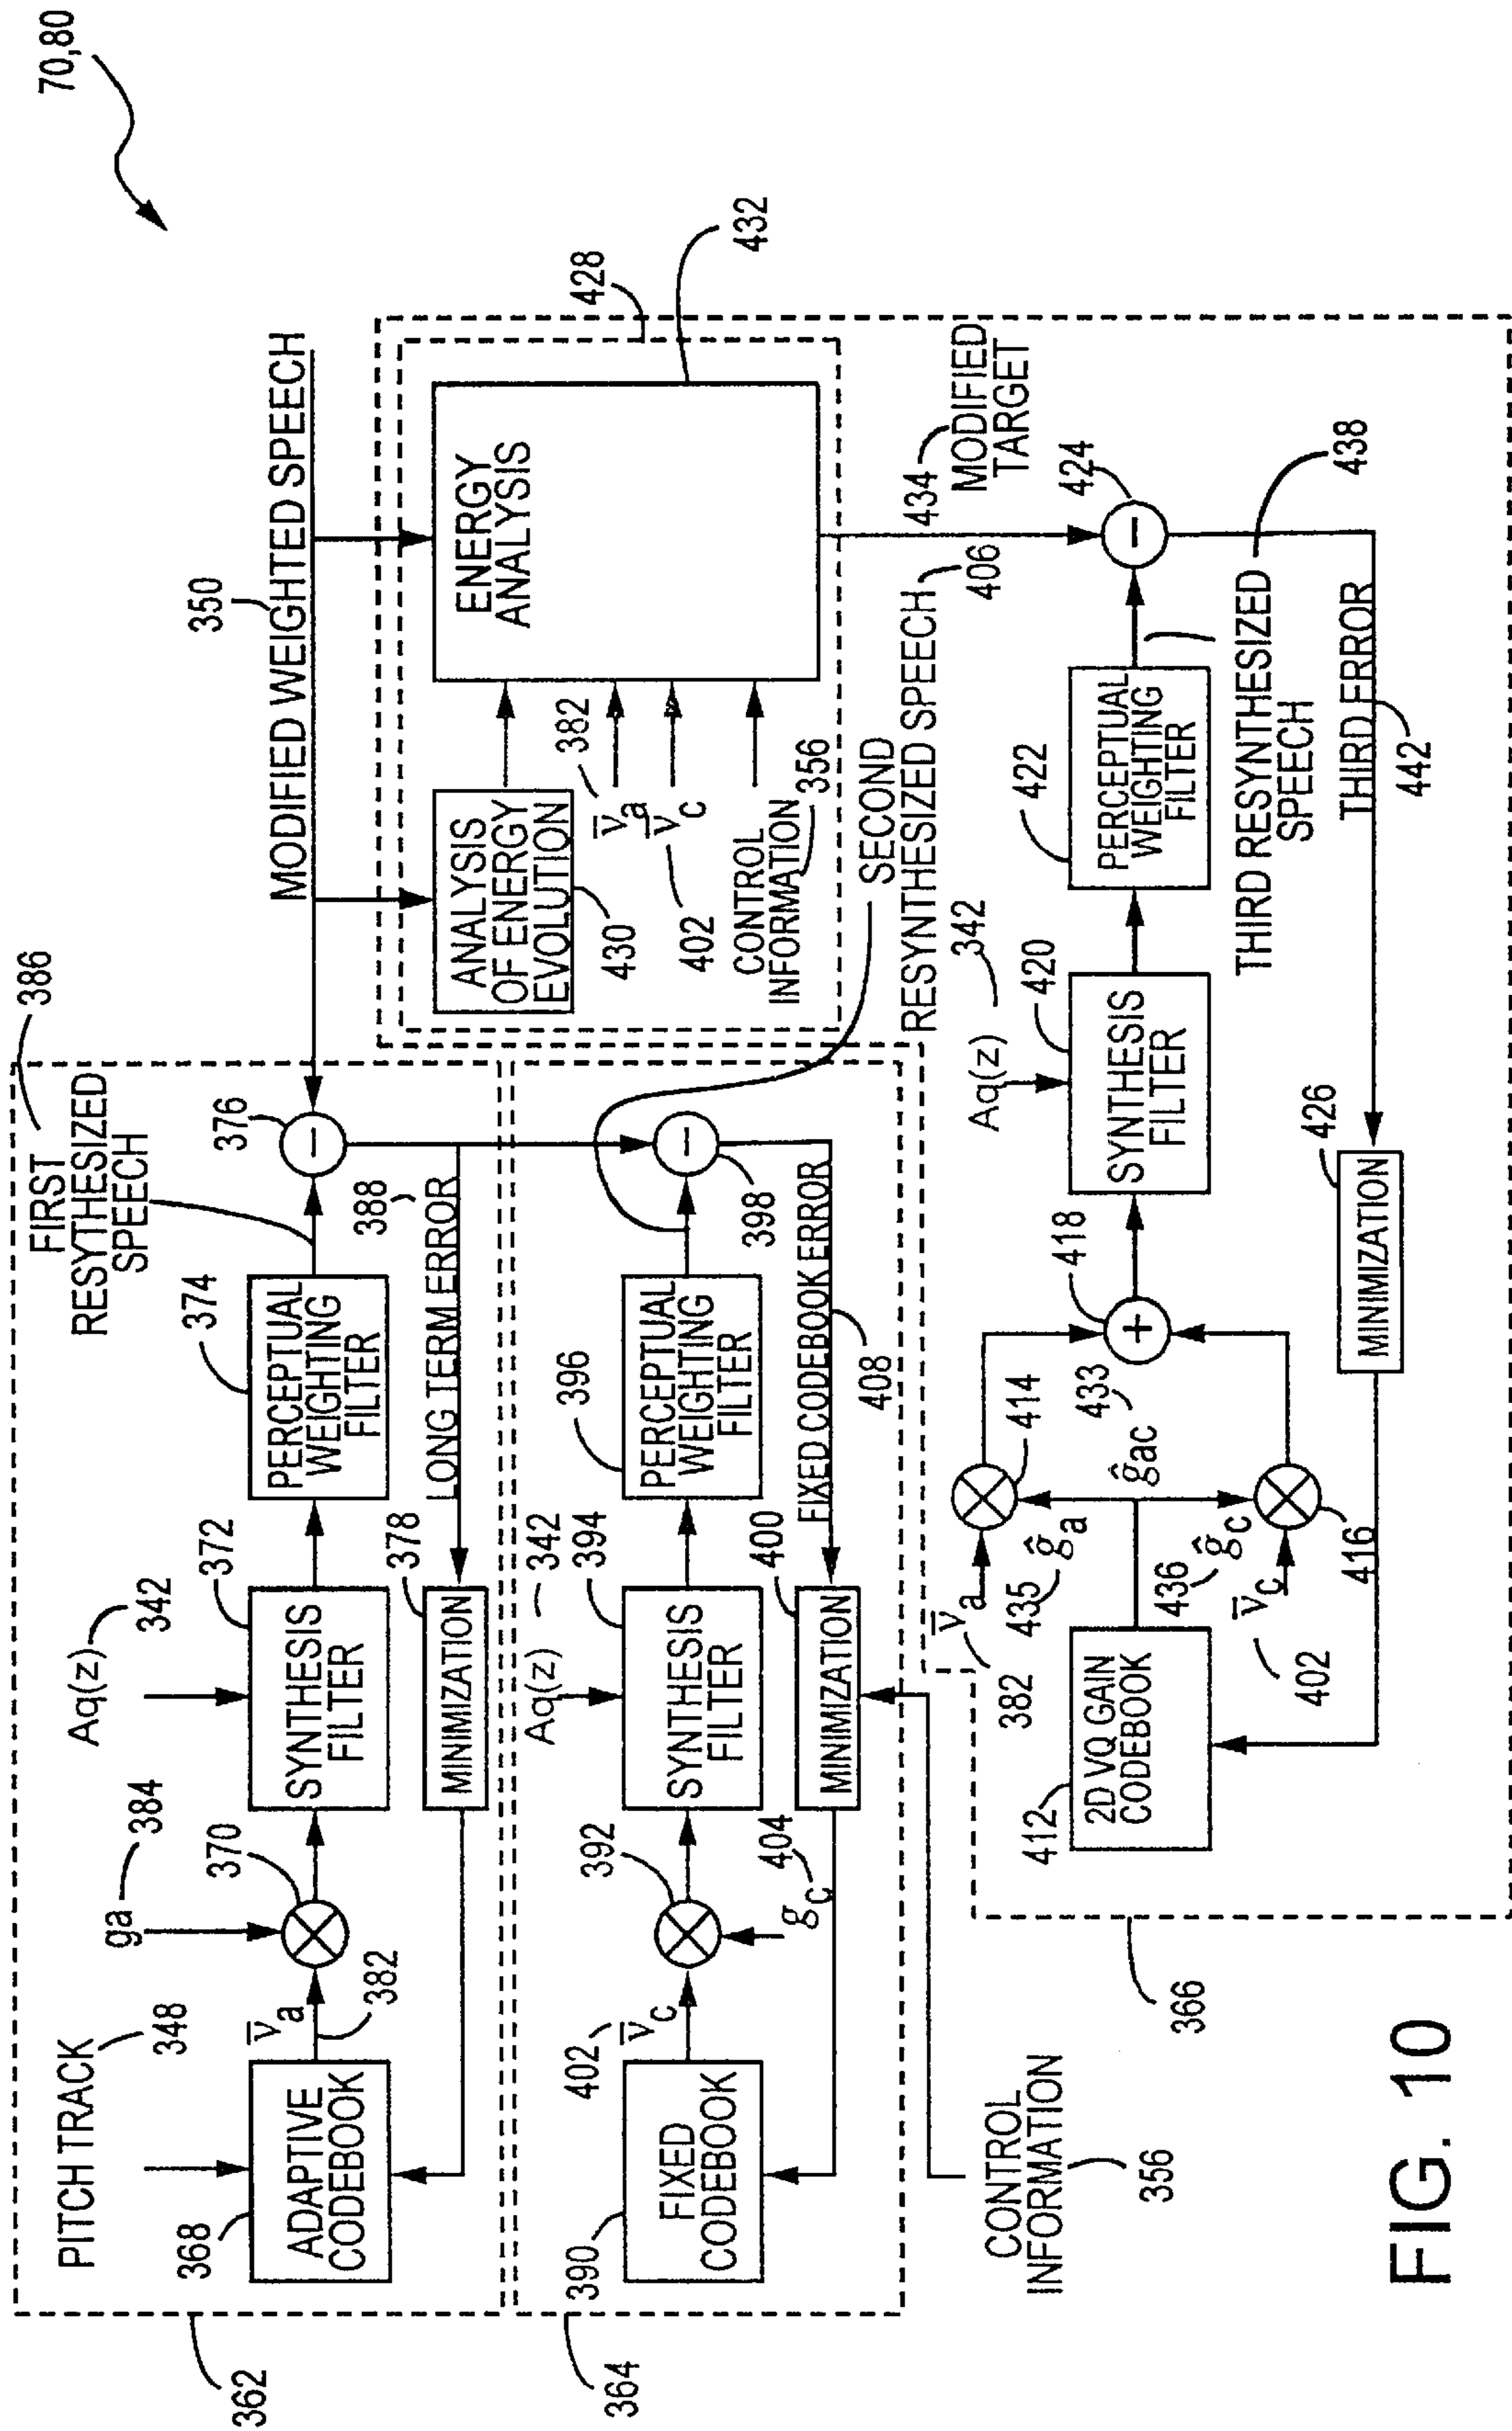 70,80
386
FIRST
RESYTHESIZED
SPEECH
350
MODIFIED WEIGHTED SPEECH
PITCH TRACK
348
368
ADAPTIVE
CODEBOOK
v̅a
382
ga
384
370
Aq(z)
342
372
SYNTHESIS
FILTER
374
PERCEPTUAL
WEIGHTING
FILTER
376
388
LONG TERM ERROR
378
MINIMIZATION
362
390
FIXED
CODEBOOK
402
v̅c
392
gc
404
Aq(z)
342
394
SYNTHESIS
FILTER
396
PERCEPTUAL
WEIGHTING
FILTER
398
FIXED CODEBOOK ERROR
408
400
MINIMIZATION
364
CONTROL
INFORMATION
356
428
ANALYSIS
OF ENERGY
EVOLUTION
430
382
v̅a
v̅c
402
CONTROL
INFORMATION
356
ENERGY
ANALYSIS
432
SECOND
RESYNTHESIZED SPEECH
406
434
MODIFIED
TARGET
424
366
412
2D VQ GAIN
CODEBOOK
v̅a
382
435
ĝa
414
433
ĝac
436
ĝc
v̅c
402
416
418
Aq(z)
342
420
SYNTHESIS
FILTER
422
PERCEPTUAL
WEIGHTING
FILTER
THIRD RESYNTHESIZED
SPEECH
438
THIRD ERROR
442
426
MINIMIZATION
FIG. 10